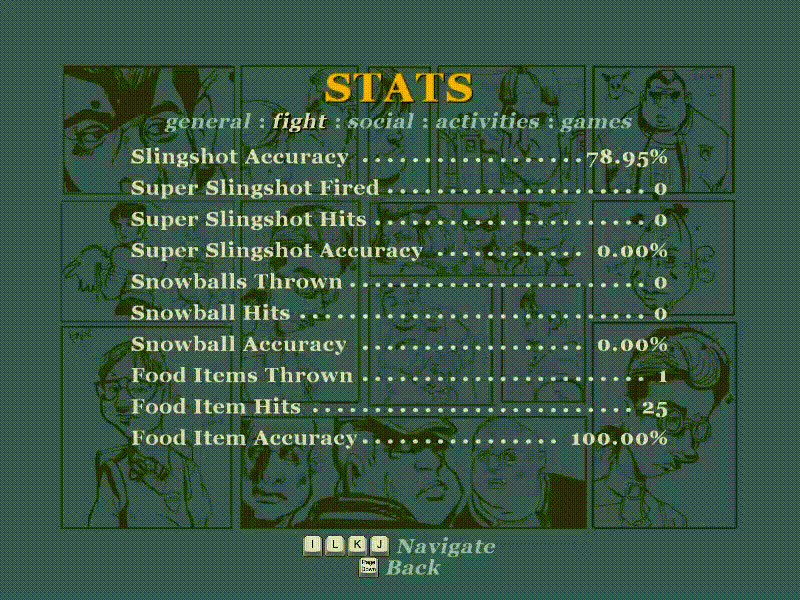 STATS
general : fight : social : activities : games
Slingshot Accuracy ..................78.95%
Super Slingshot Fired ......................... 0
Super Slingshot Hits .......................... 0
Super Slingshot Accuracy ............ 0.00%
Snowballs Thrown ............................ 0
Snowball Hits ................................. 0
Snowball Accuracy ..................... 0.00%
Food Items Thrown ........................... 1
Food Item Hits ............................... 25
Food Item Accuracy................... 100.00%
I L K J Navigate
Page Down Back